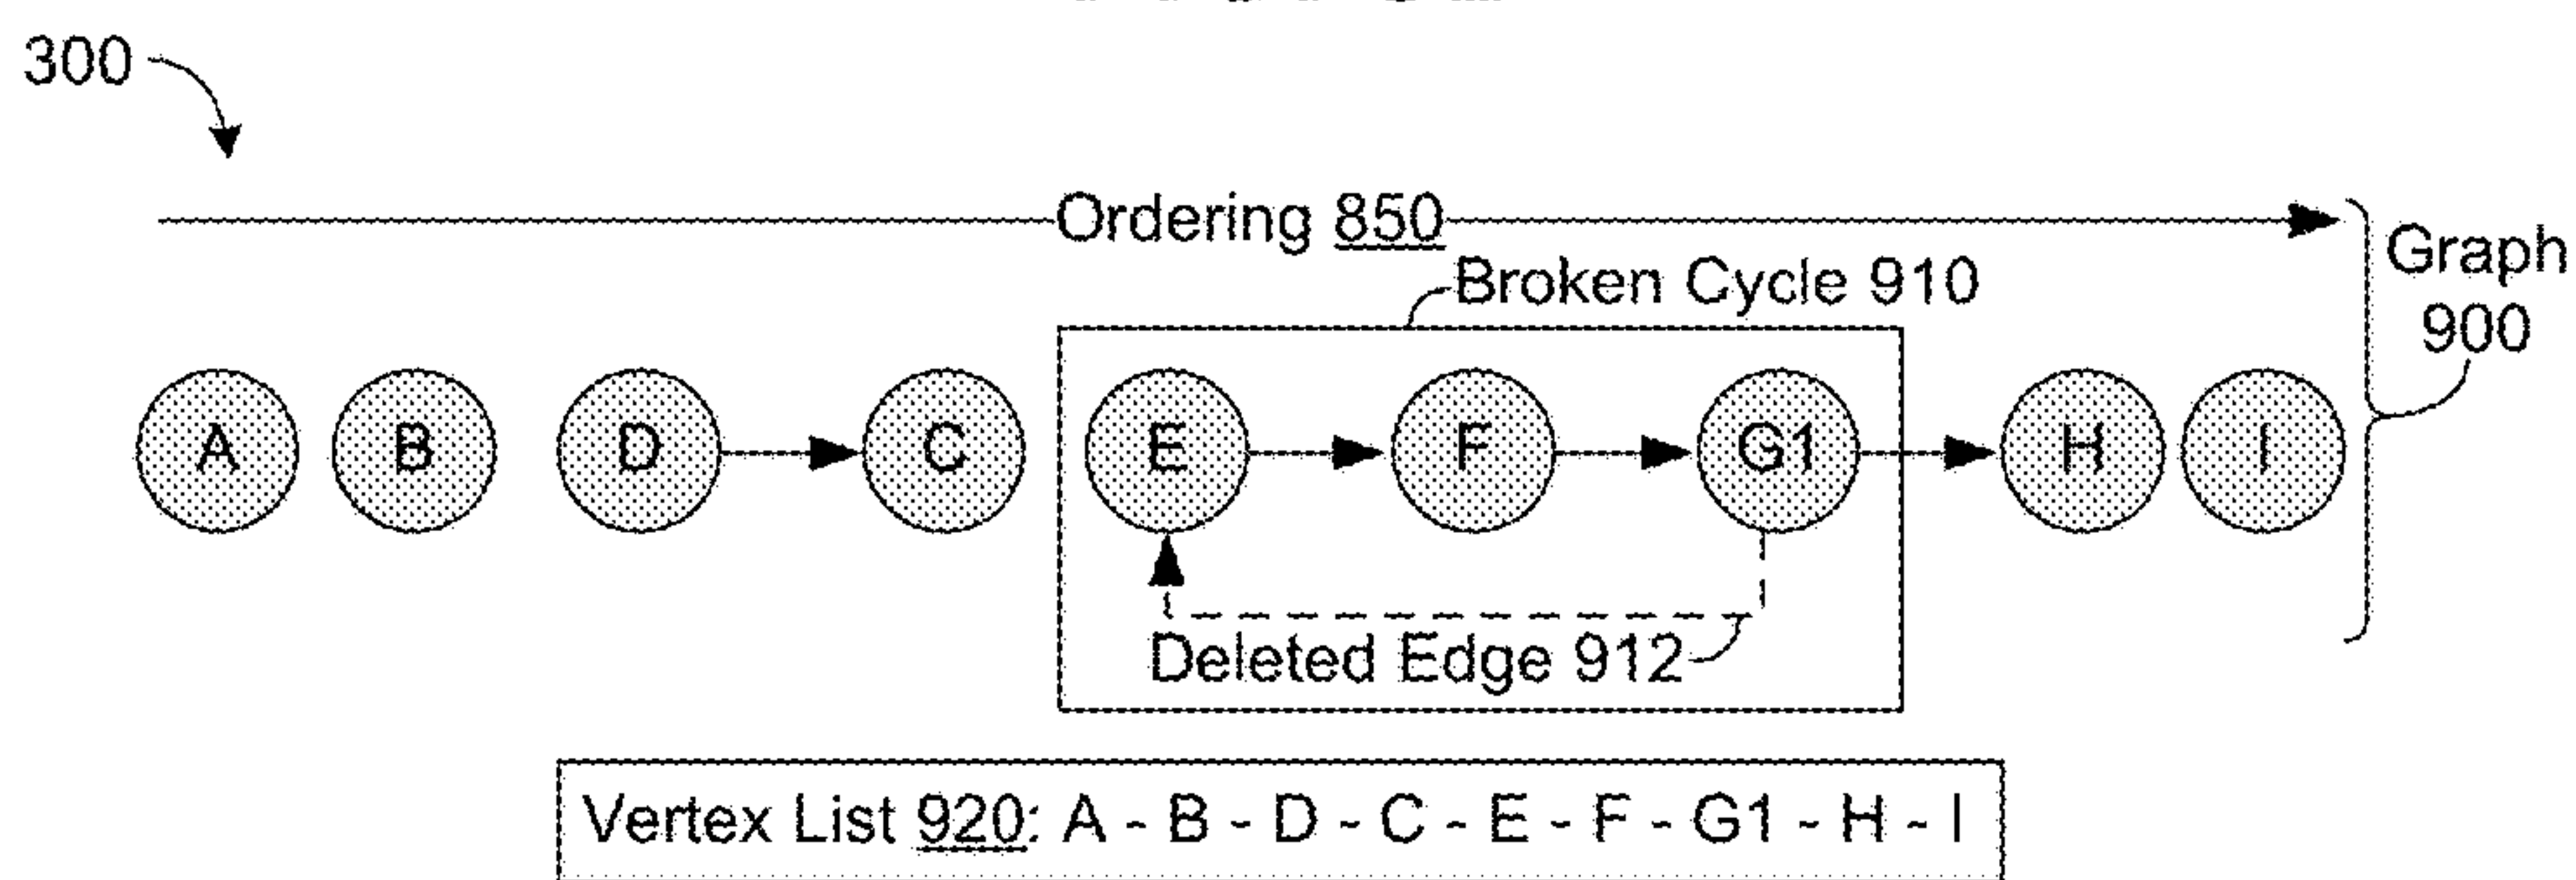 300
Ordering 850
Graph
900
Broken Cycle 910
A B D C E F G1 H I
Deleted Edge 912
Vertex List 920: A - B - D - C - E - F - G1 - H - I